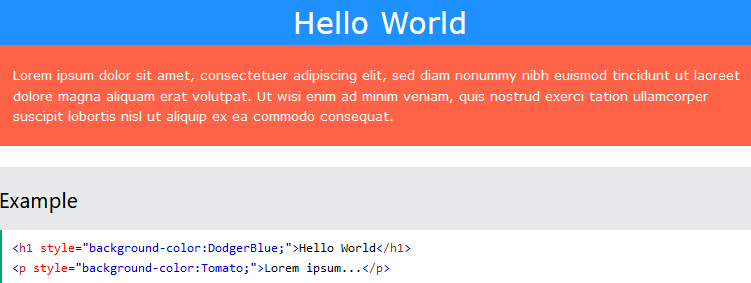 Hello World
Lorem ipsum dolor sit amet, consectetuer adipiscing elit, sed diam nonummy nibh euismod tincidunt ut laoreet
dolore magna aliquam erat volutpat. Ut wisi enim ad minim veniam, quis nostrud exerci tation ullamcorper
suscipit lobortis nisl ut aliquip ex ea commodo consequat.
Example
<h1 style="background-color:DodgerBlue;">Hello World</h1>
<p style="background-color:Tomato;">Lorem ipsum...</p>